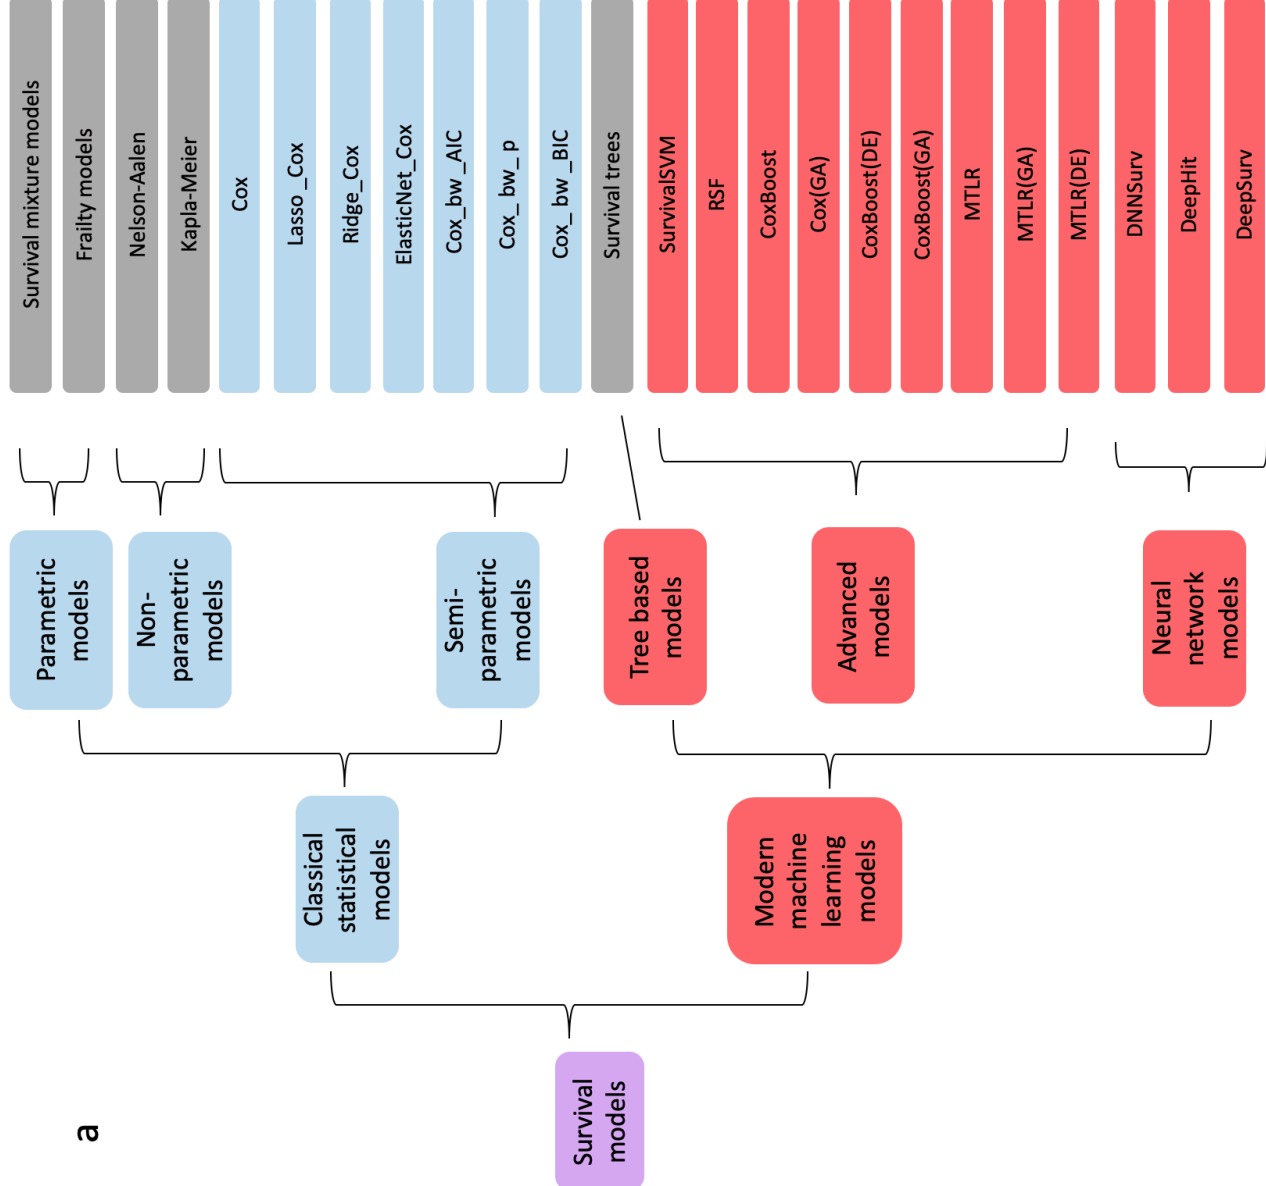 a
Survival
models
Classical
statistical
models
Modern
machine
learning
models
Parametric
models
Non-
parametric
models
Semi-
parametric
models
Tree based
models
Advanced
models
Neural
network
models
Survival mixture models
Frailty models
Nelson-Aalen
Kapla-Meier
Cox
Lasso _Cox
Ridge_Cox
ElasticNet_Cox
Cox_bw _AIC
Cox_ bw_ p
Cox_ bw _BIC
Survival trees
SurvivalSVM
RSF
CoxBoost
Cox(GA)
CoxBoost(DE)
CoxBoost(GA)
MTLR
MTLR(GA)
MTLR(DE)
DNNSurv
DeepHit
DeepSurv